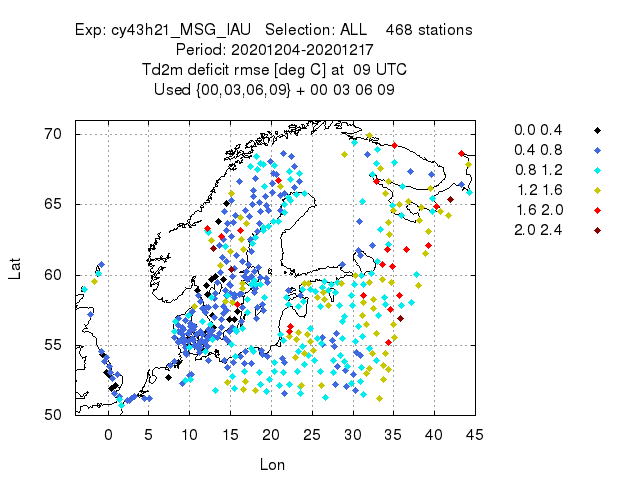 Exp: cy43h21_MSG_IAU   Selection: ALL    468 stations
Period: 20201204-20201217
Td2m deficit rmse [deg C] at  09 UTC
Used {00,03,06,09} + 00 03 06 09
0.0 0.4
0.4 0.8
0.8 1.2
1.2 1.6
1.6 2.0
2.0 2.4
70
65
60
55
50
Lat
0 5 10 15 20 25 30 35 40 45
Lon